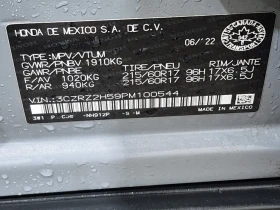 HONDA DE MEXICO S.A. DE C.V.
06/'22
TYPE: MPV/VTUM
GVWR/PNBV 1910KG TIRE/PNEU RIM/JANTE
GAWR/PNBE
F/AV 1020KG 215/60R17 96H 17X6.5J
R/AR 940KG 215/60R17 96H 17X6.5J
V.I.N.: 3CZRZ2H59PM100544 MADE IN MEXICO